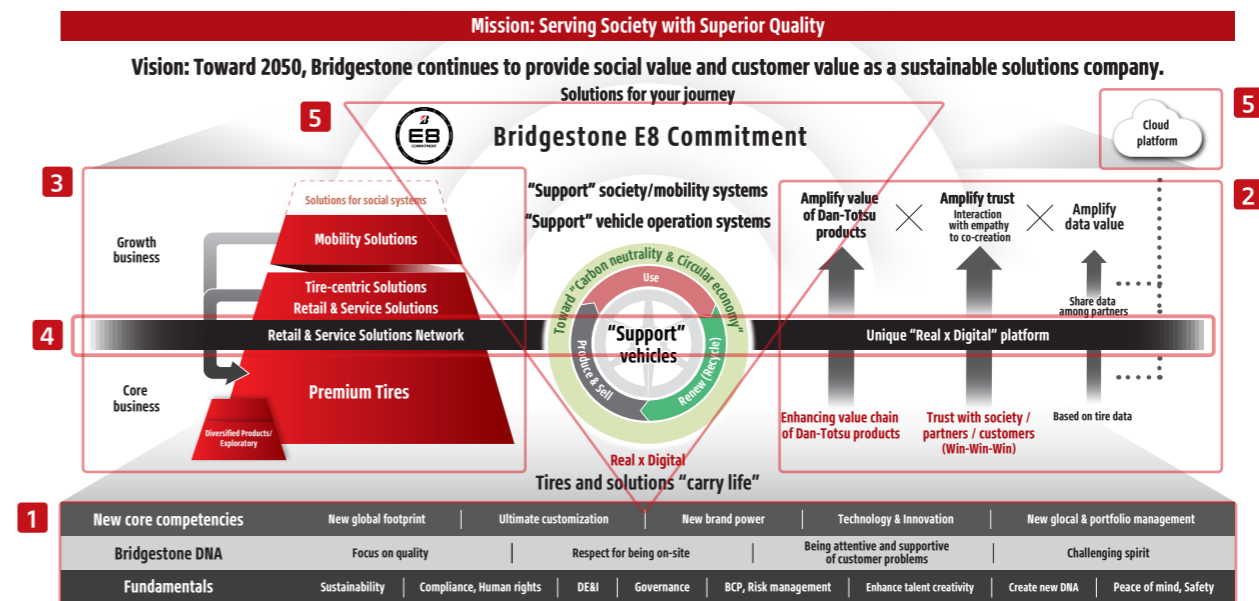 Mission: Serving Society with Superior Quality
Vision: Toward 2050, Bridgestone continues to provide social value and customer value as a sustainable solutions company.
Solutions for your journey
5
E8
COMMITMENT
Bridgestone E8 Commitment
Cloud
platform
5
3
Solutions for social systems
Mobility Solutions
Growth
business
Tire-centric Solutions
Retail & Service Solutions
4
Retail & Service Solutions Network
Core
business
Premium Tires
Diversified Products/
Exploratory
"Support" society/mobility systems
"Support" vehicle operation systems
Toward "Carbon neutrality & Circular economy"
Use
"Support"
vehicles
Produce & Sell
Renew (Recycle)
Real x Digital
Tires and solutions "carry life"
2
Amplify value
of Dan-Totsu
products
Amplify trust
Interaction
with empathy
to co-creation
Amplify
data value
Share data
among partners
Unique "Real x Digital" platform
Enhancing value chain
of Dan-Totsu products
Trust with society /
partners / customers
(Win-Win-Win)
Based on tire data
1
New core competencies
New global footprint
Ultimate customization
New brand power
Technology & Innovation
New glocal & portfolio management
Bridgestone DNA
Focus on quality
Respect for being on-site
Being attentive and supportive
of customer problems
Challenging spirit
Fundamentals
Sustainability
Compliance, Human rights
DE&I
Governance
BCP, Risk management
Enhance talent creativity
Create new DNA
Peace of mind, Safety